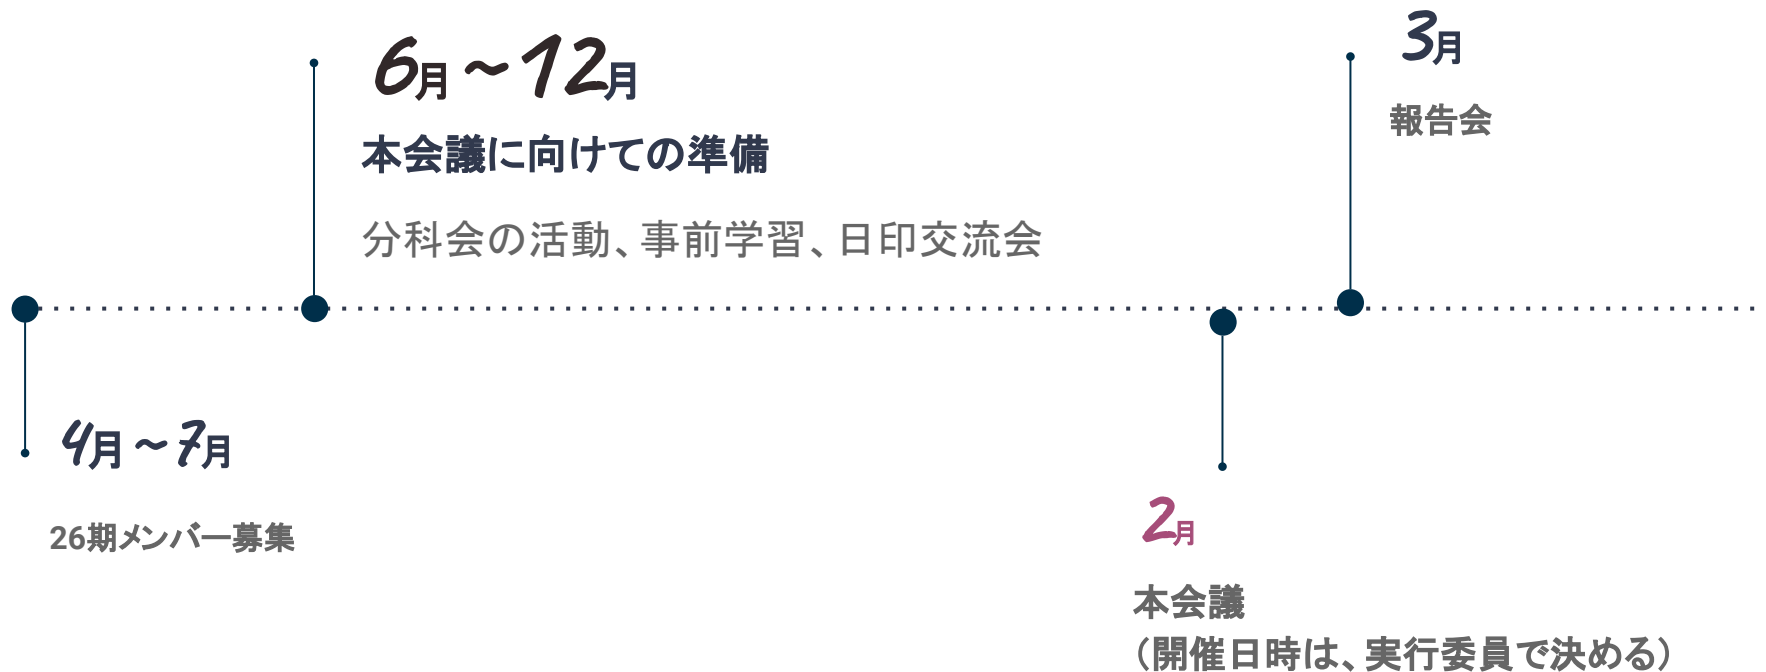 6月～12月
本会議に向けての準備
分科会の活動、事前学習、日印交流会
3月
報告会
4月～7月
26期メンバー募集
2月
本会議
（開催日時は、実行委員で決める）